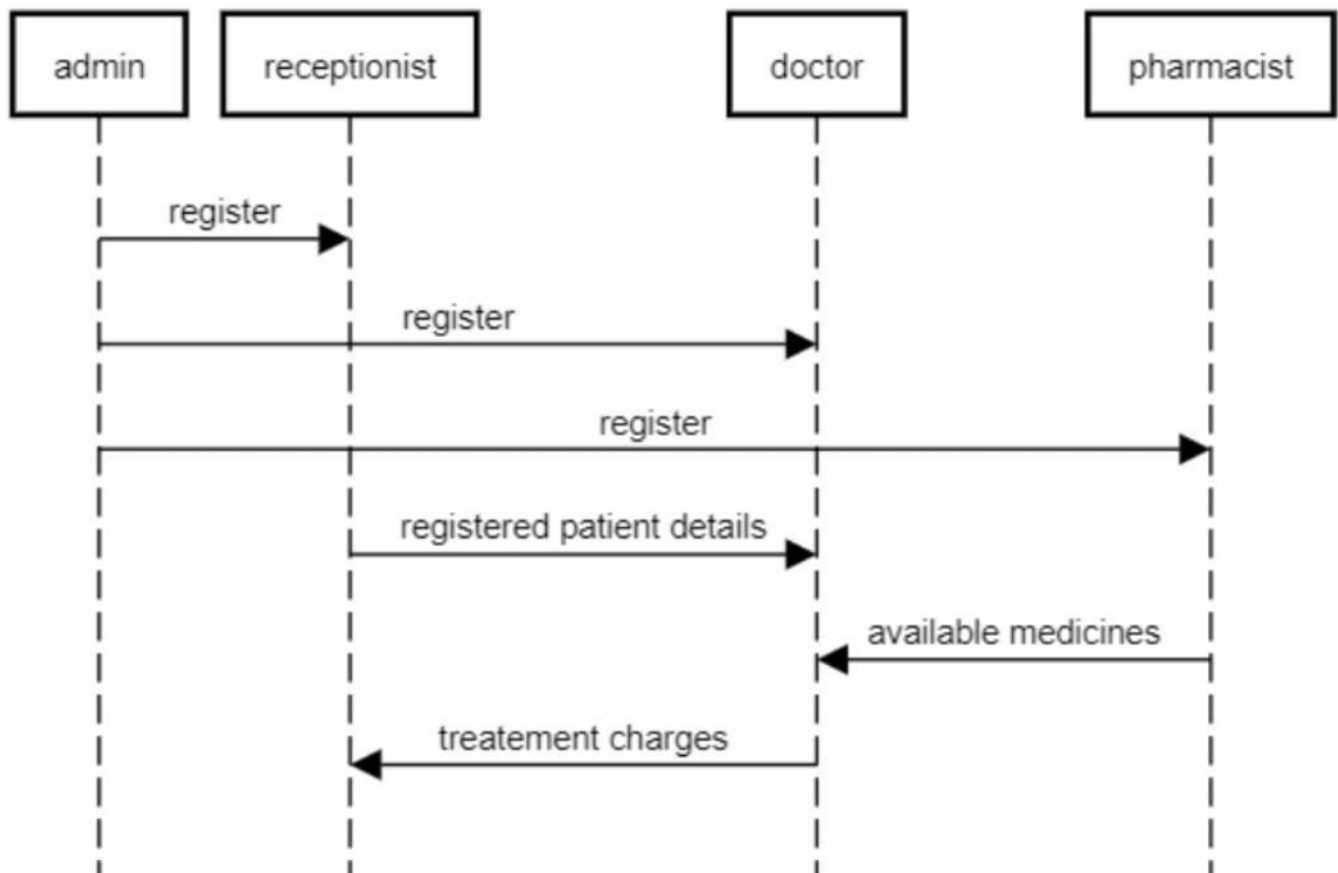 admin
receptionist
doctor
pharmacist
register
register
register
registered patient details
available medicines
treatement charges